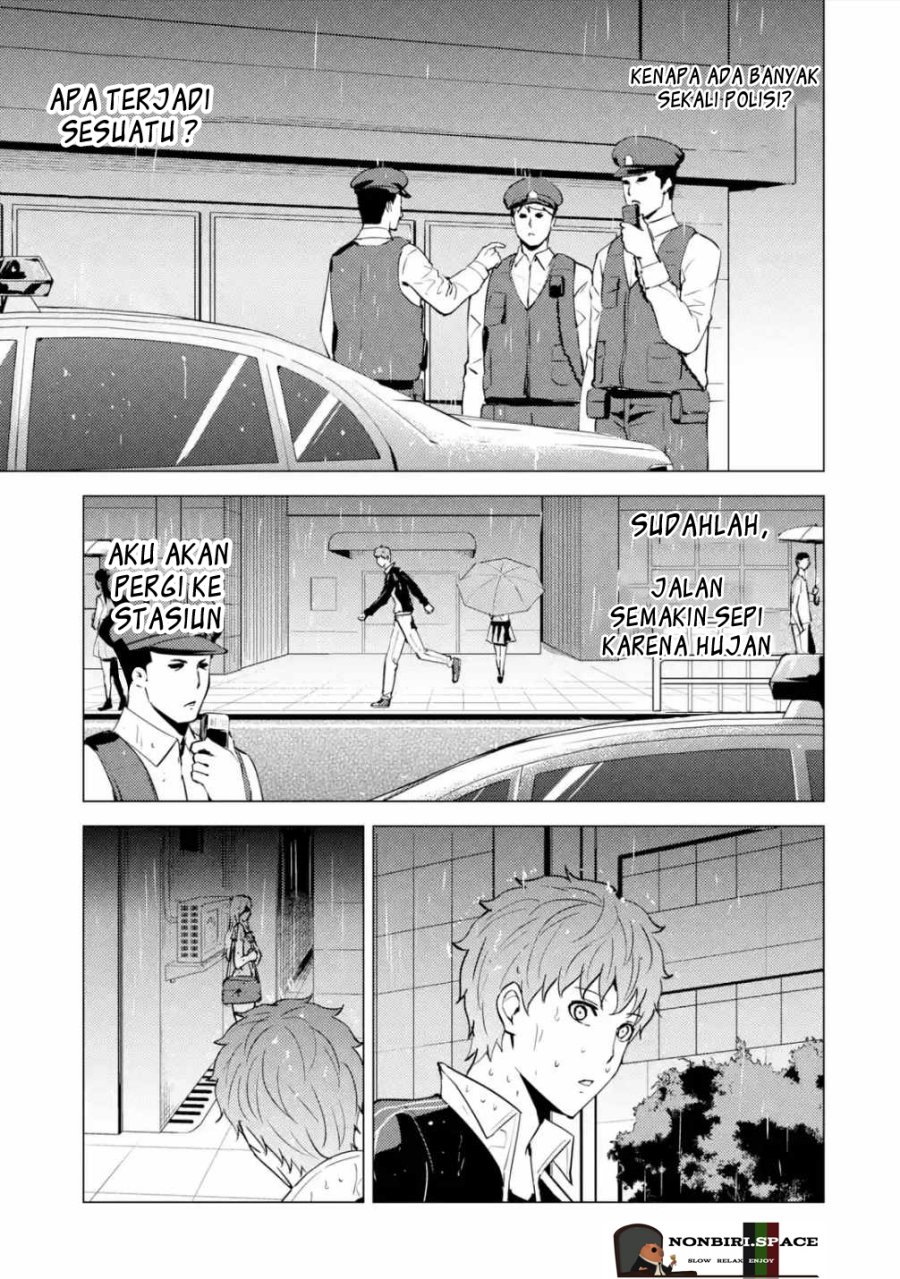 KENAPA ADA BANYAK
SEKALI POLISI?
APA TERJADI
SESUATU?
SUDAHLAH,
JALAN
SEMAKIN SEPI
KARENA HUJAN
AKU AKAN
PERGI KE
STASIUN
NONBIRI.SPACE
SLOW RELAX ENJOY